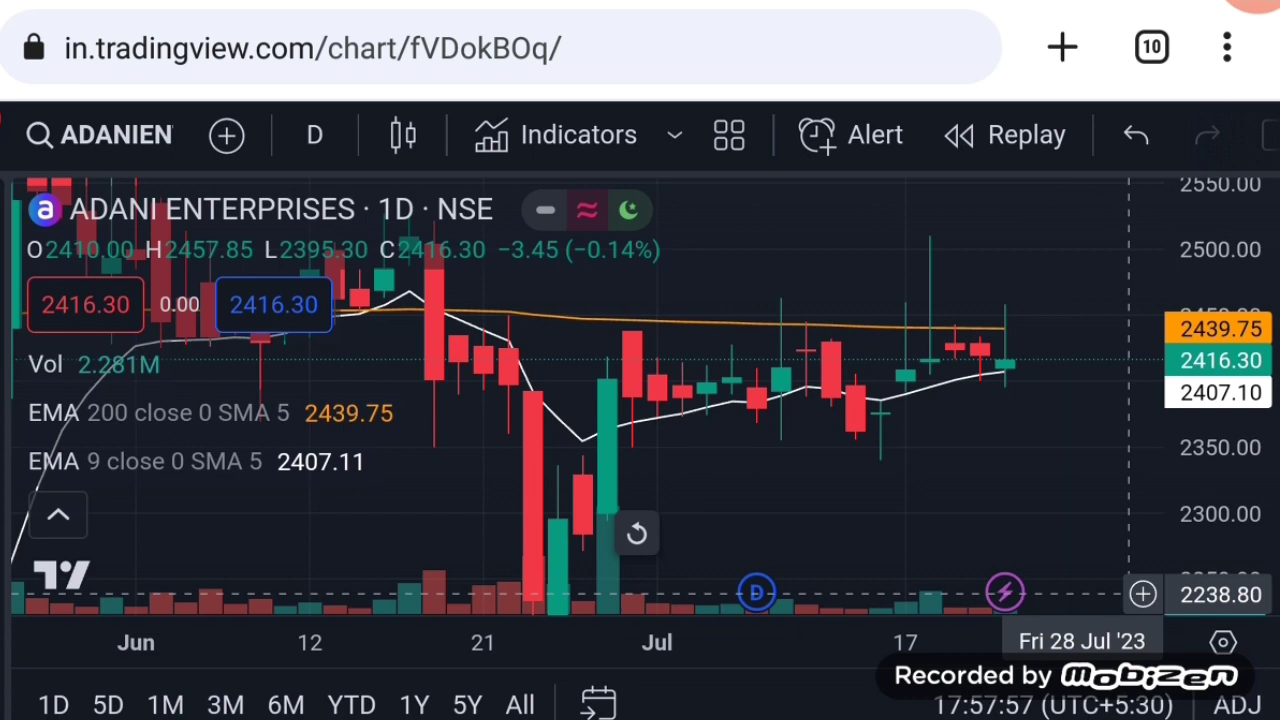 in.tradingview.com/chart/fVDokBOq/
10
ADANIEN
D
Indicators
Alert
Replay
a ADANI ENTERPRISES · 1D · NSE
O2410.00 H2457.85 L2395.30 C2416.30 −3.45 (−0.14%)
2416.30 0.00 2416.30
Vol 2.281M
EMA 200 close 0 SMA 5 2439.75
EMA 9 close 0 SMA 5 2407.11
2550.00
2500.00
2439.75
2416.30
2407.10
2350.00
2300.00
2238.80
D
Jun 12 21 Jul 17 Fri 28 Jul '23
Recorded by Mobizen
1D 5D 1M 3M 6M YTD 1Y 5Y All 17:57:57 (UTC+5:30) ADJ